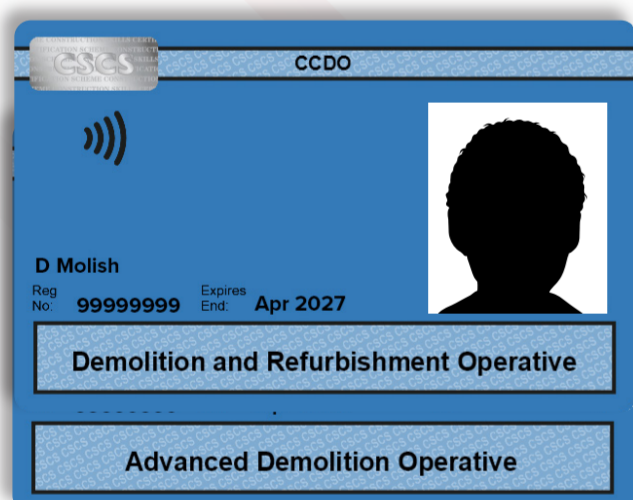 CSCS
CCDO
D Molish
Reg No: 99999999 Expires End: Apr 2027
Demolition and Refurbishment Operative
Advanced Demolition Operative